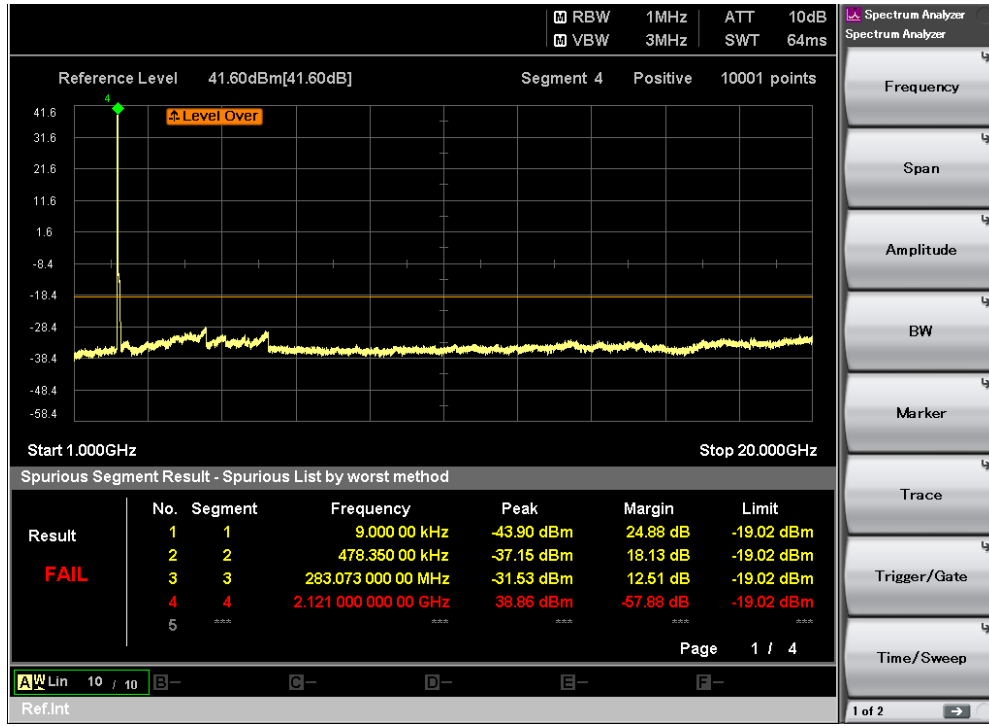 M RBW 1MHz ATT 10dB
M VBW 3MHz SWT 64ms
Reference Level 41.60dBm[41.60dB] Segment 4 Positive 10001 points
4
Level Over
41.6
31.6
21.6
11.6
1.6
-8.4
-18.4
-28.4
-38.4
-48.4
-58.4
Start 1.000GHz Stop 20.000GHz
Spurious Segment Result - Spurious List by worst method
No. Segment Frequency Peak Margin Limit
Result
FAIL
1 1 9.000 00 kHz -43.90 dBm 24.88 dB -19.02 dBm
2 2 478.350 00 kHz -37.15 dBm 18.13 dB -19.02 dBm
3 3 283.073 000 00 MHz -31.53 dBm 12.51 dB -19.02 dBm
4 4 2.121 000 000 00 GHz 38.86 dBm -57.88 dB -19.02 dBm
5 *** *** *** *** ***
Page 1 / 4
A W Lin 10 / 10 B- C- D- E- F-
Ref.Int
Spectrum Analyzer
Spectrum Analyzer
Frequency
Span
Amplitude
BW
Marker
Trace
Trigger/Gate
Time/Sweep
1 of 2